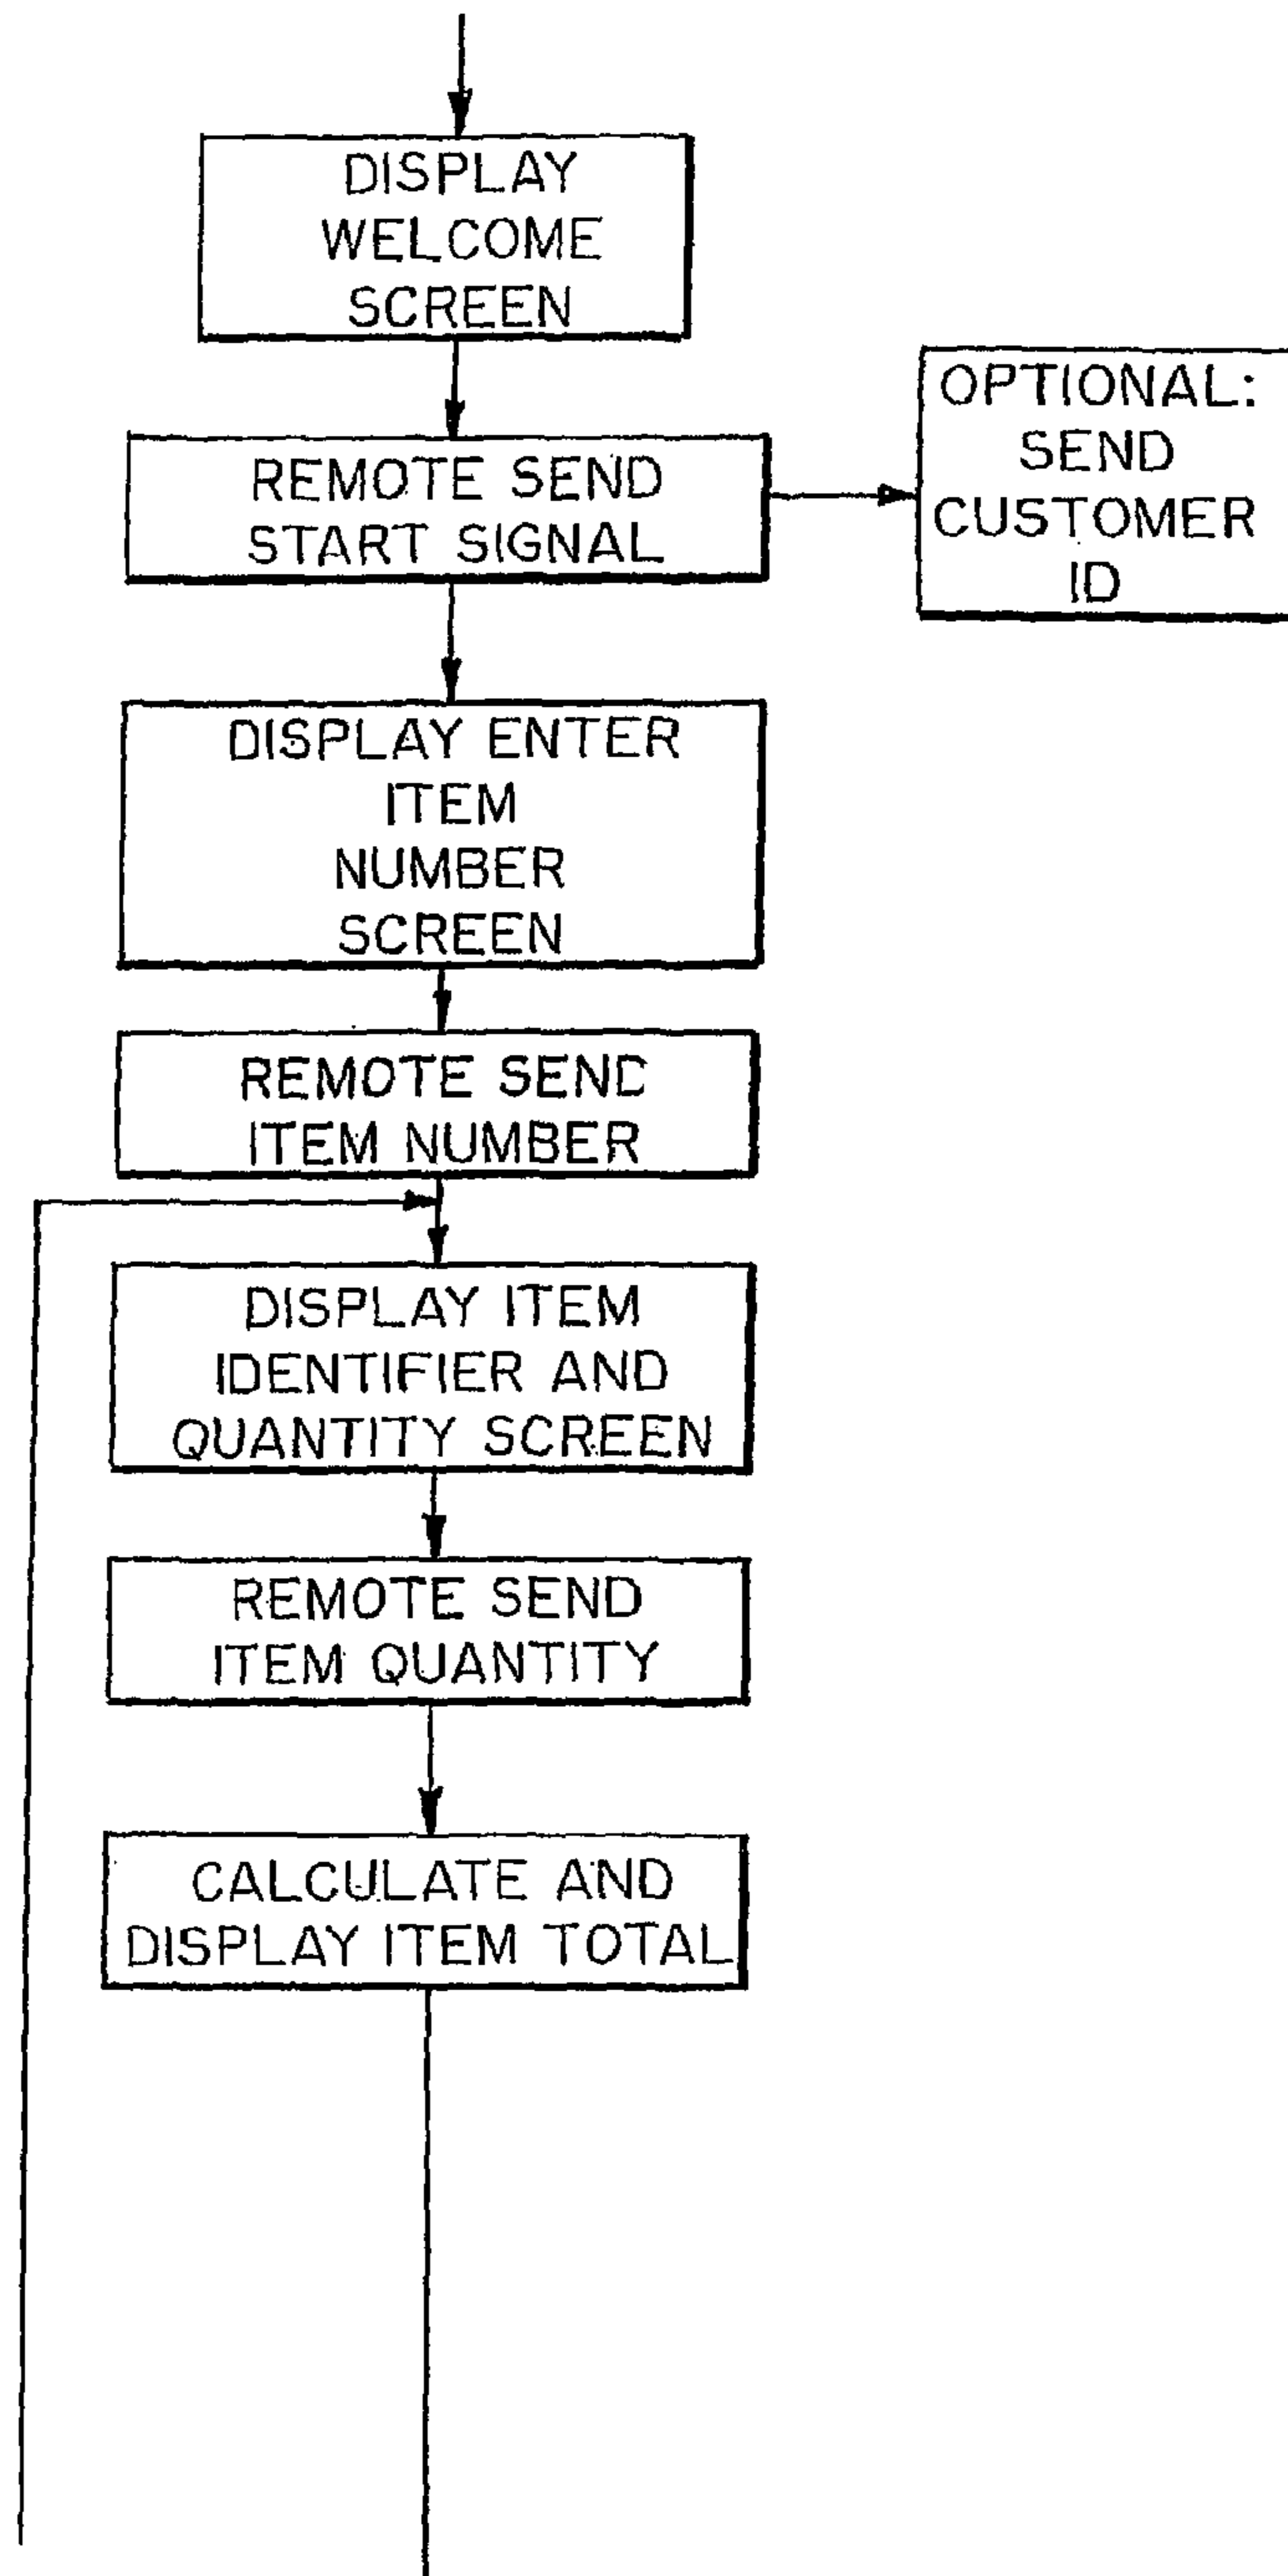 DISPLAY
WELCOME
SCREEN
REMOTE SEND
START SIGNAL
OPTIONAL:
SEND
CUSTOMER
ID
DISPLAY ENTER
ITEM
NUMBER
SCREEN
REMOTE SEND
ITEM NUMBER
DISPLAY ITEM
IDENTIFIER AND
QUANTITY SCREEN
REMOTE SEND
ITEM QUANTITY
CALCULATE AND
DISPLAY ITEM TOTAL